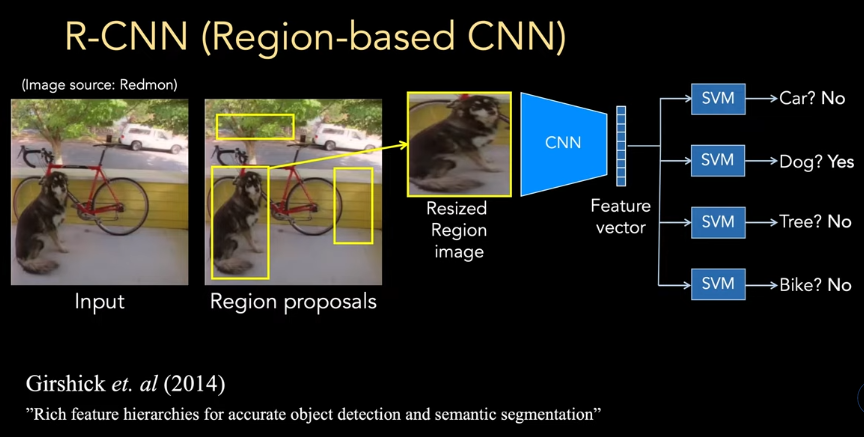 R-CNN (Region-based CNN)
(Image source: Redmon)
Input
Region proposals
Resized
Region
image
CNN
Feature
vector
SVM
Car? No
SVM
Dog? Yes
SVM
Tree? No
SVM
Bike? No
Girshick et. al (2014)
”Rich feature hierarchies for accurate object detection and semantic segmentation”